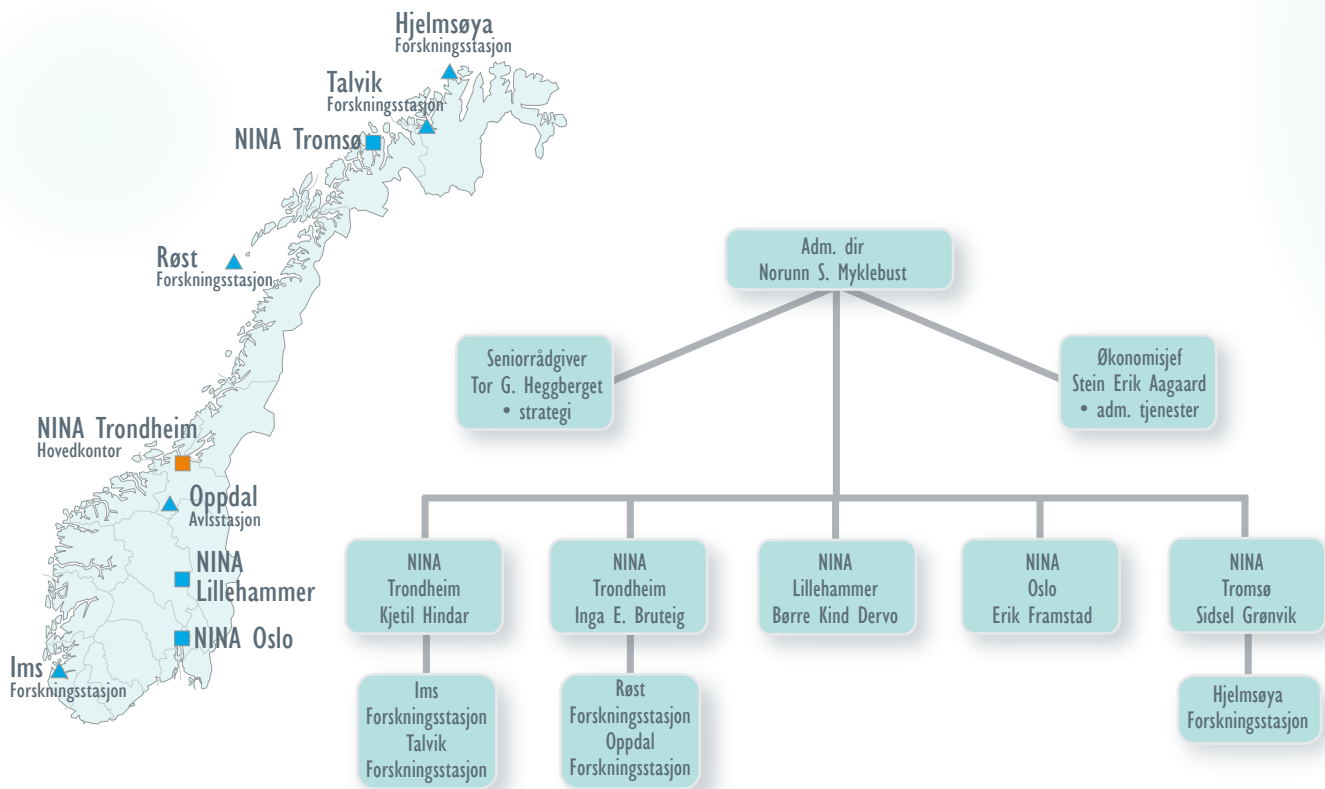 Hjelmsøya
Forskningsstasjon
Talvik
Forskningsstasjon
NINA Tromsø
Røst
Forskningsstasjon
NINA Trondheim
Hovedkontor
Oppdal
Avlsstasjon
NINA
Lillehammer
NINA Oslo
Ims
Forskningsstasjon
Adm. dir
Norunn S. Myklebust
Seniorrådgiver
Tor G. Heggberget
• strategi
Økonomisjef
Stein Erik Aagaard
• adm. tjenester
NINA
Trondheim
Kjetil Hindar
NINA
Trondheim
Inga E. Bruteig
NINA
Lillehammer
Børre Kind Dervo
NINA
Oslo
Erik Framstad
NINA
Tromsø
Sidsel Grønvik
Ims
Forskningsstasjon
Talvik
Forskningsstasjon
Røst
Forskningsstasjon
Oppdal
Forskningsstasjon
Hjelmsøya
Forskningsstasjon